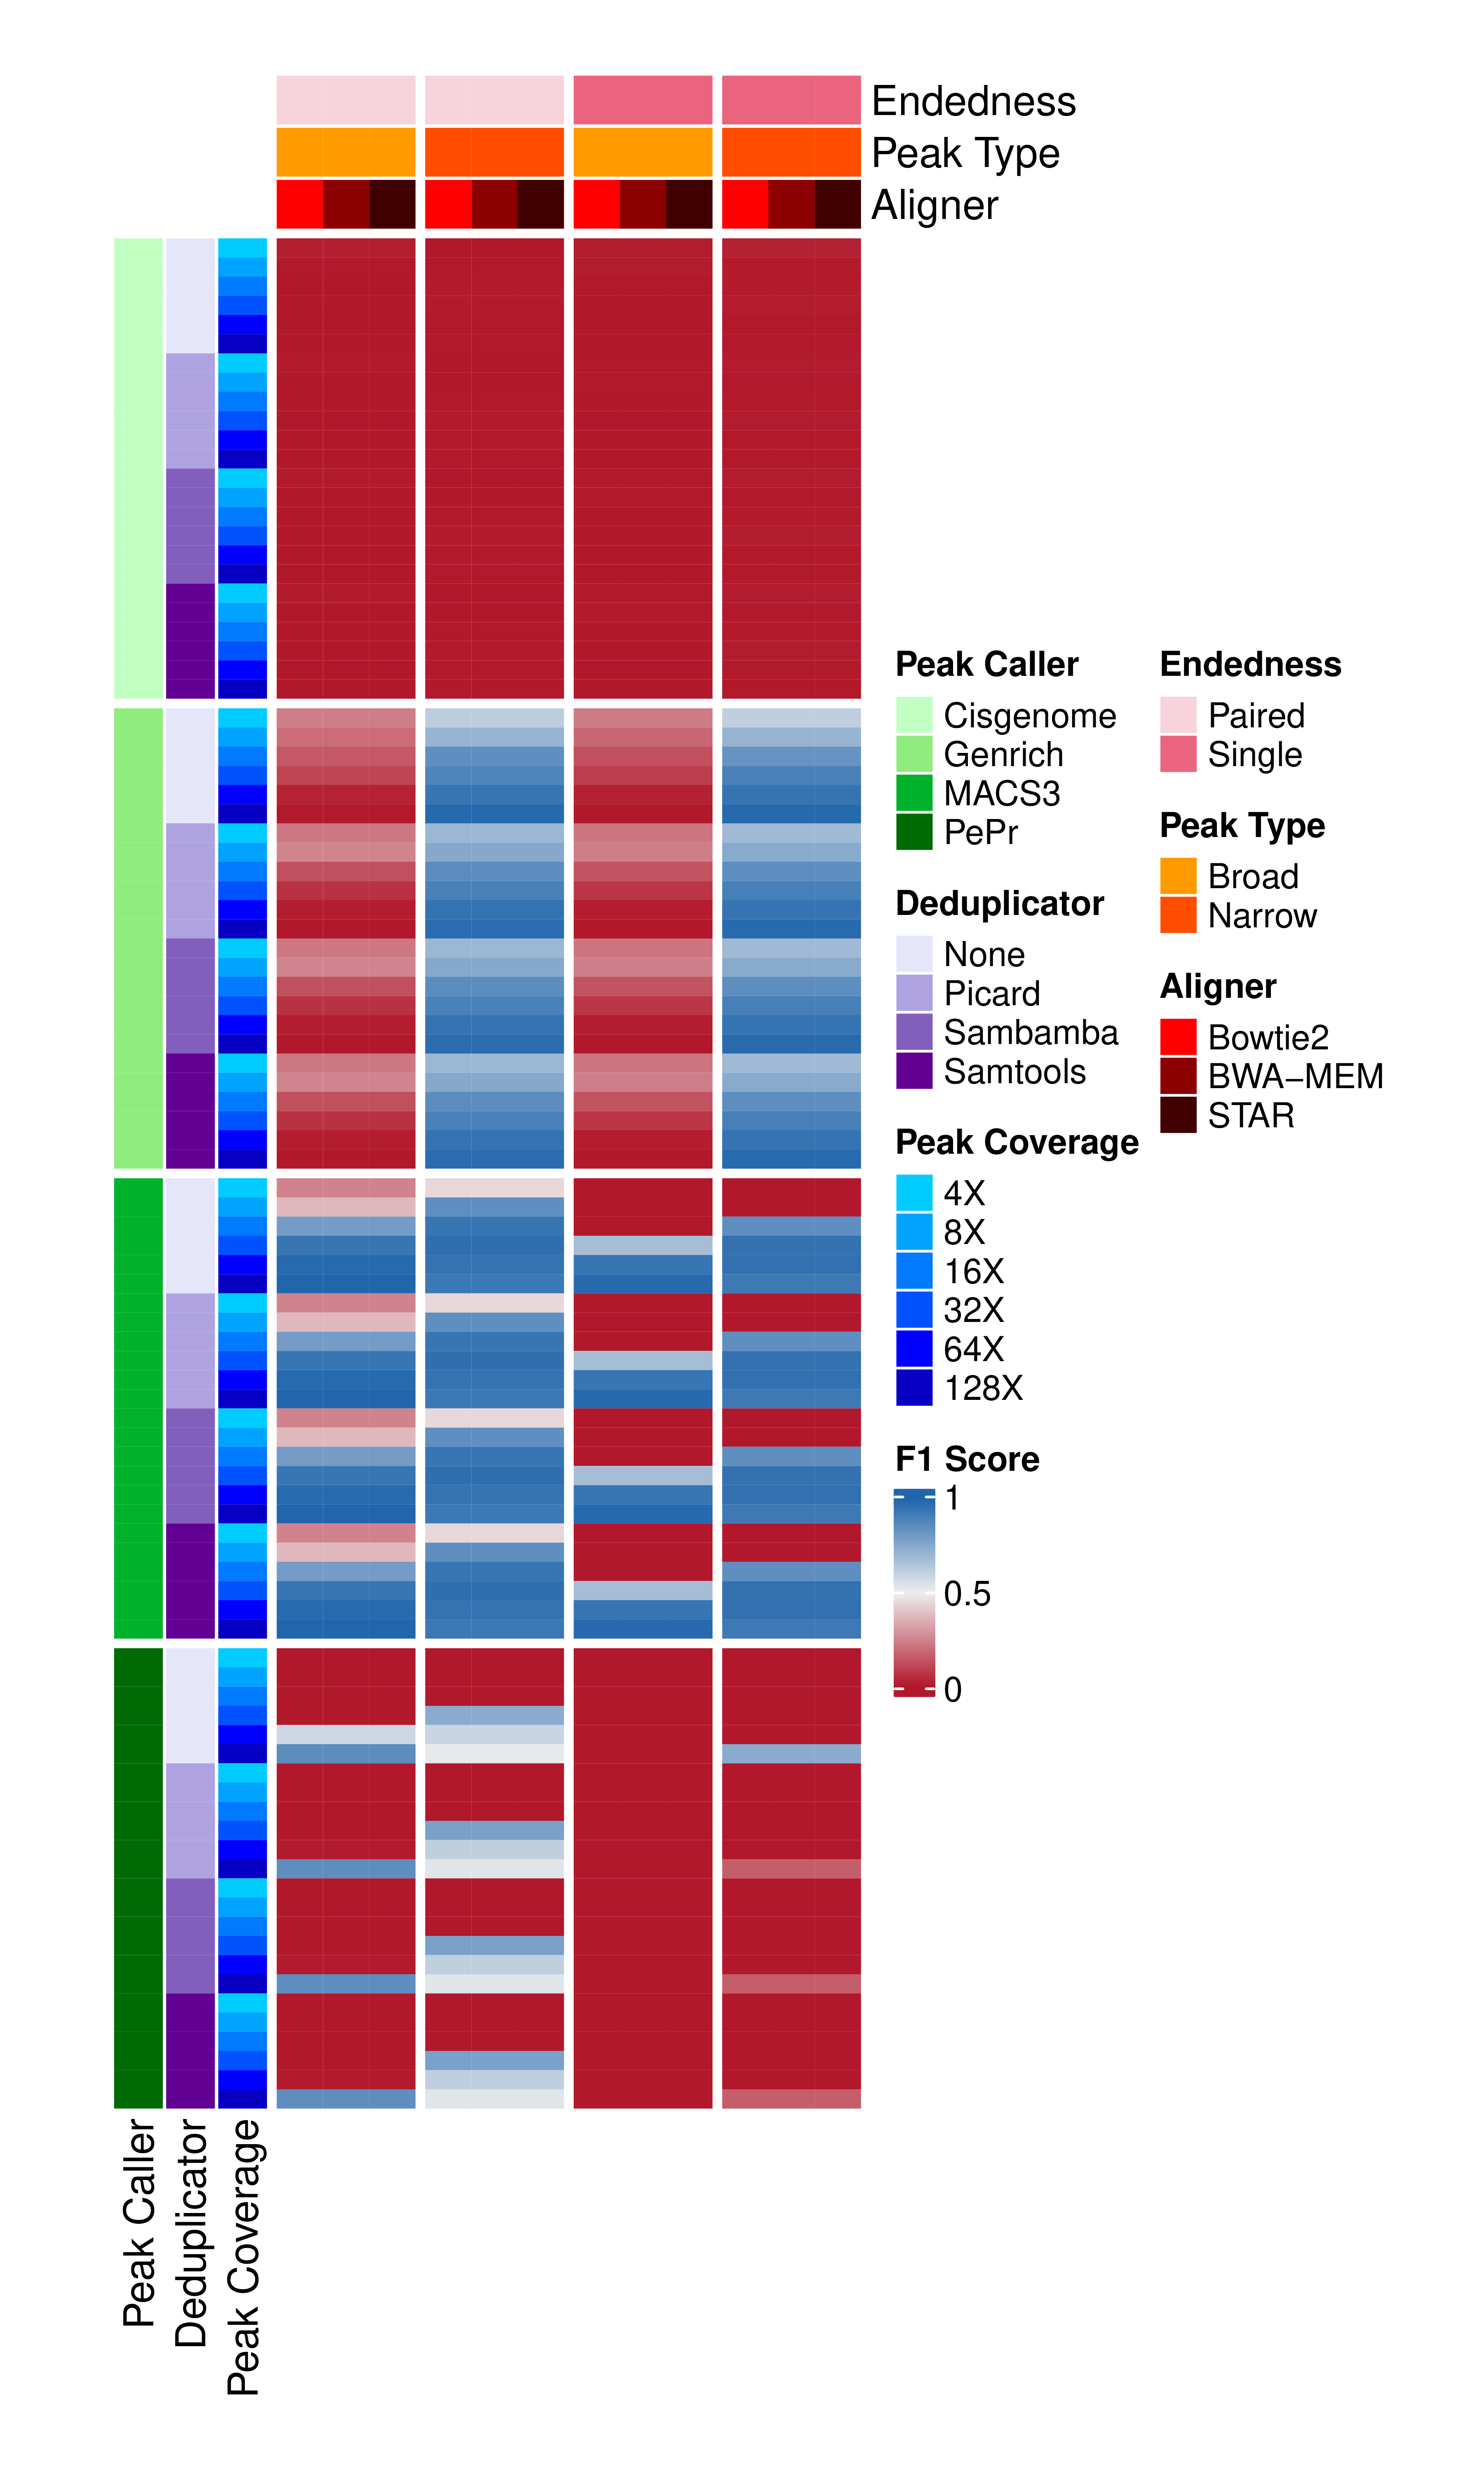 Endedness
Peak Type
Aligner
Peak Caller
Cisgenome
Genrich
MACS3
PePr
Deduplicator
None
Picard
Sambamba
Samtools
Peak Coverage
4X
8X
16X
32X
64X
128X
F1 Score
1
0.5
0
Endedness
Paired
Single
Peak Type
Broad
Narrow
Aligner
Bowtie2
BWA−MEM
STAR
Peak Caller
Deduplicator
Peak Coverage